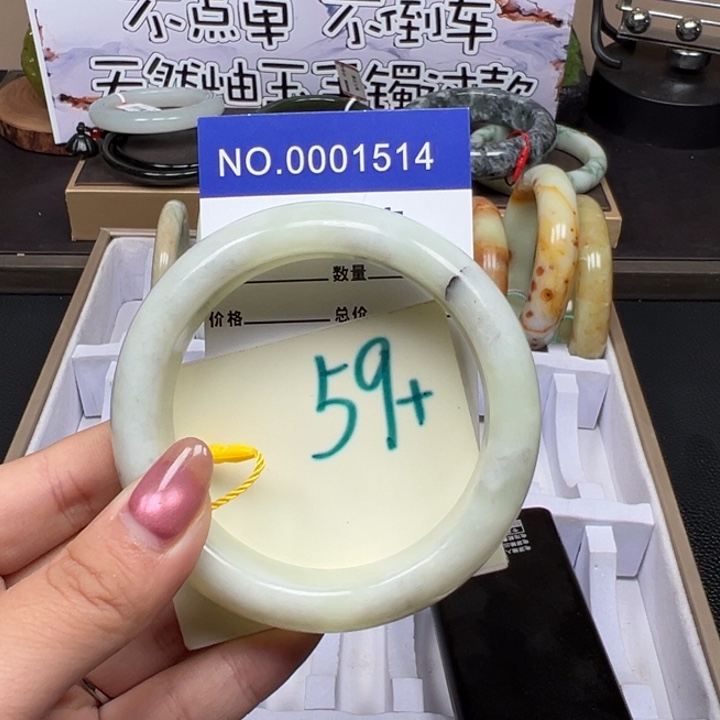 不点单 不倒车
天然岫玉手镯过款
NO.0001514
数量
价格 总价
59+